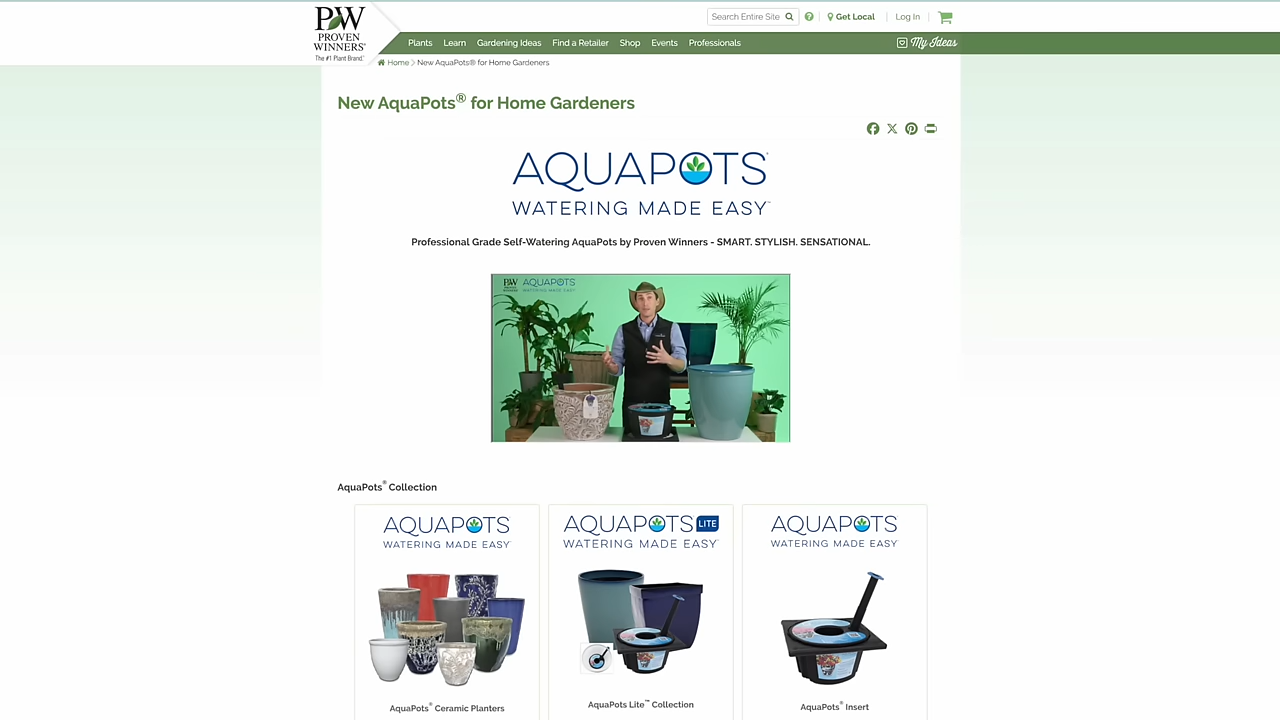 PW
PROVEN
WINNERS®
The #1 Plant Brand.™
Search Entire Site
Get Local
Log In
Plants
Learn
Gardening Ideas
Find a Retailer
Shop
Events
Professionals
My Ideas
Home
New AquaPots® for Home Gardeners
New AquaPots® for Home Gardeners
AQUAPOTS®
WATERING MADE EASY™
Professional Grade Self-Watering AquaPots by Proven Winners - SMART. STYLISH. SENSATIONAL.
PW AQUAPOTS
WATERING MADE EASY
AquaPots® Collection
AQUAPOTS
WATERING MADE EASY
AquaPots® Ceramic Planters
AQUAPOTS LITE
WATERING MADE EASY
AquaPots Lite™ Collection
AQUAPOTS
WATERING MADE EASY
AquaPots® Insert